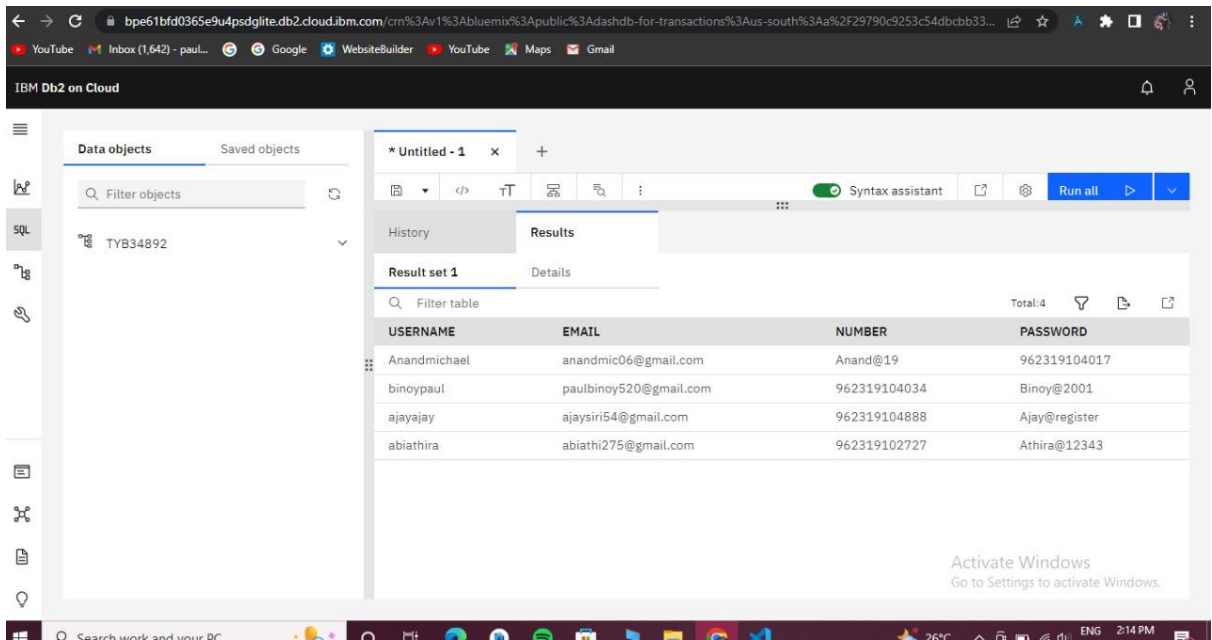 bpe61bfd0365e9u4psdglite.db2.cloud.ibm.com/crn%3Av1%3Abluemix%3Apublic%3Adashdb-for-transactions%3Aus-south%3Aa%2F29790c9253c54dbcbb33...
YouTube Inbox (1,642) - paul... Google WebsiteBuilder YouTube Maps Gmail
IBM Db2 on Cloud
Data objects Saved objects
* Untitled - 1 × +
Filter objects
Syntax assistant Run all
SQL
TYB34892
History Results
Result set 1 Details
Filter table Total:4
USERNAME EMAIL NUMBER PASSWORD
Anandmichael anandmic06@gmail.com Anand@19 962319104017
binoypaul paulbinoy520@gmail.com 962319104034 Binoy@2001
ajayajay ajaysiri54@gmail.com 962319104888 Ajay@register
abiathira abiathi275@gmail.com 962319102727 Athira@12343
Activate Windows
Go to Settings to activate Windows.
Search work and your PC 26°C ENG 2:14 PM